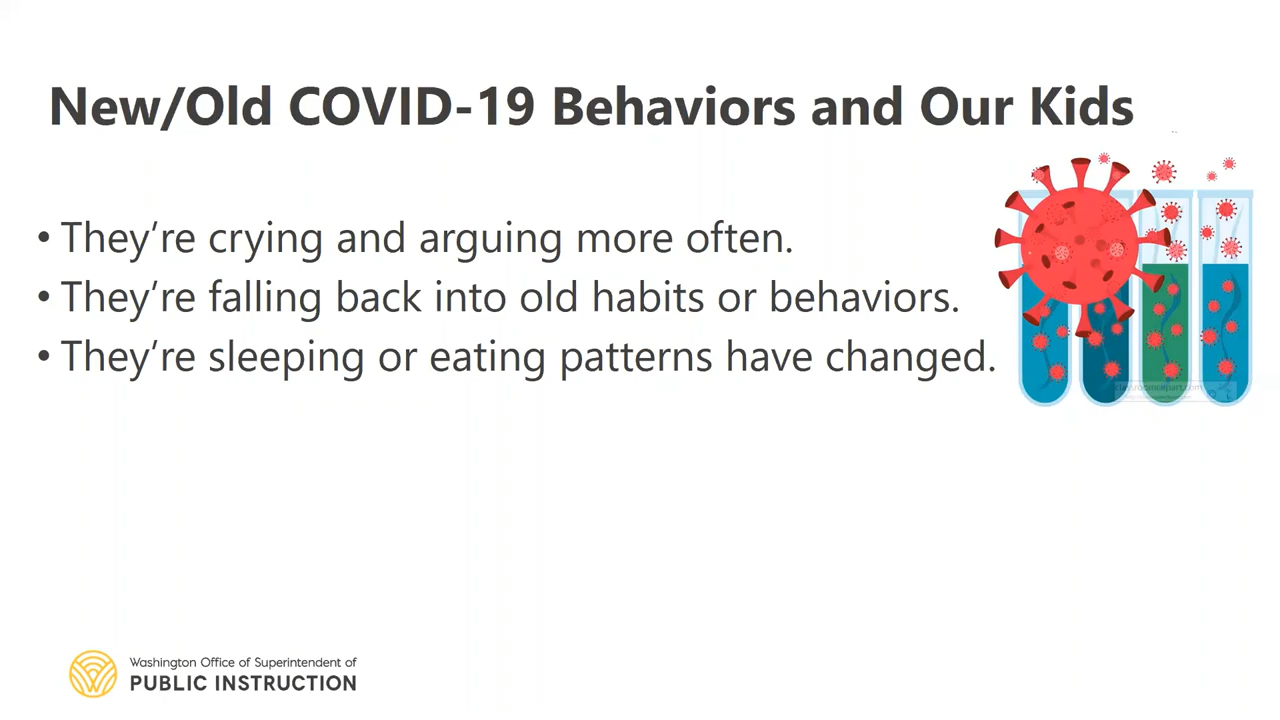 New/Old COVID-19 Behaviors and Our Kids
• They’re crying and arguing more often.
• They’re falling back into old habits or behaviors.
• They’re sleeping or eating patterns have changed.
Washington Office of Superintendent of
PUBLIC INSTRUCTION